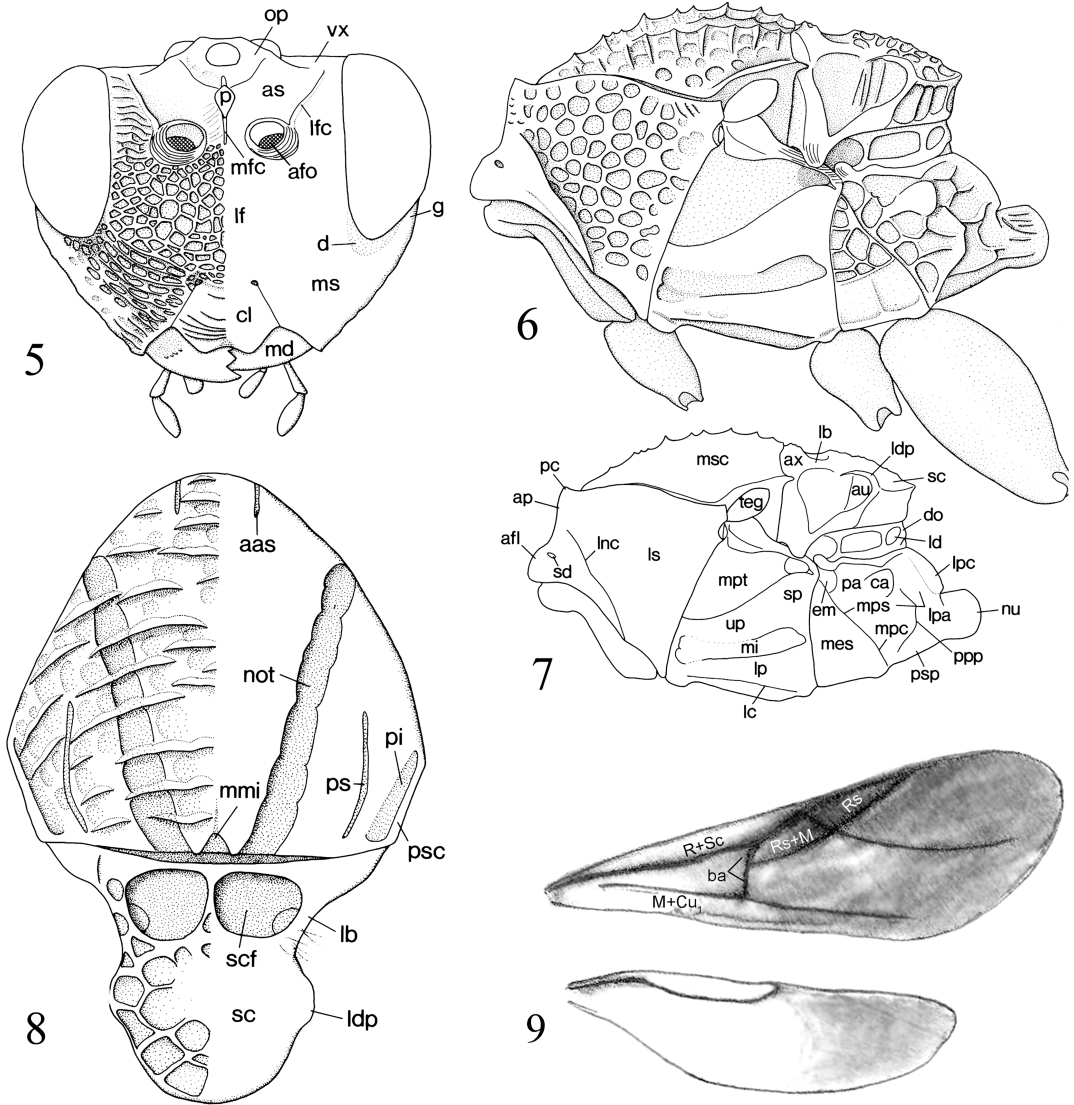 op
vx
p
as
lfc
mfc
afo
lf
g
d
ms
cl
md
5
6
lb
msc
ax
ldp
pc
sc
ap
teg
au
do
afl
lnc
ls
ld
sd
lpc
mpt
sp
pa
ca
em
mps
lpa
nu
up
mes
mpc
mi
lp
ppp
psp
lc
7
aas
not
pi
ps
mmi
psc
lb
scf
sc
ldp
8
Rs
R+Sc
Rs+M
ba
M+Cu1
9